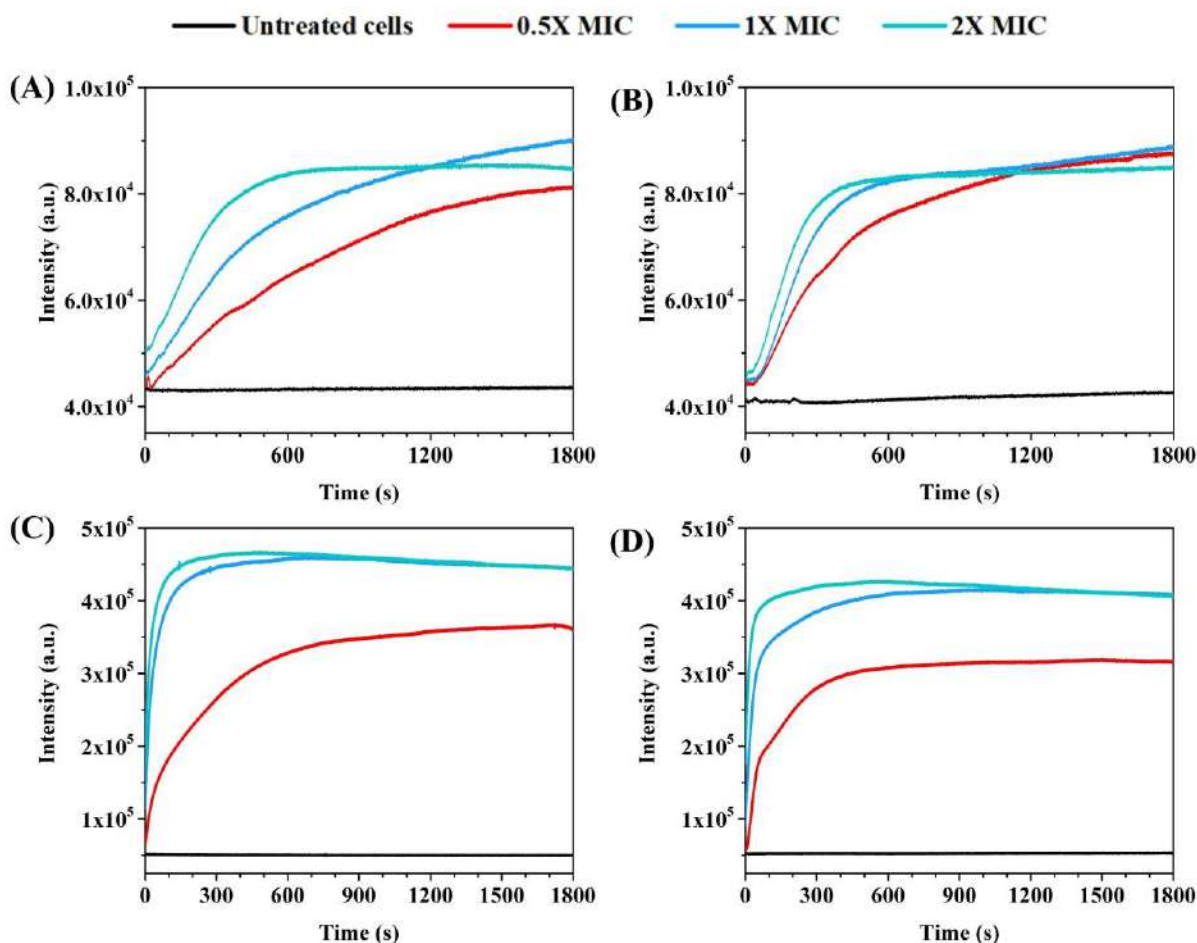 Untreated cells 0.5X MIC 1X MIC 2X MIC
(A)
1.0x10⁵
8.0x10⁴
6.0x10⁴
4.0x10⁴
Intensity (a.u.)
0 600 1200 1800
Time (s)
(B)
1.0x10⁵
8.0x10⁴
6.0x10⁴
4.0x10⁴
Intensity (a.u.)
0 600 1200 1800
Time (s)
(C)
5x10⁵
4x10⁵
3x10⁵
2x10⁵
1x10⁵
Intensity (a.u.)
0 300 600 900 1200 1500 1800
Time (s)
(D)
5x10⁵
4x10⁵
3x10⁵
2x10⁵
1x10⁵
Intensity (a.u.)
0 300 600 900 1200 1500 1800
Time (s)